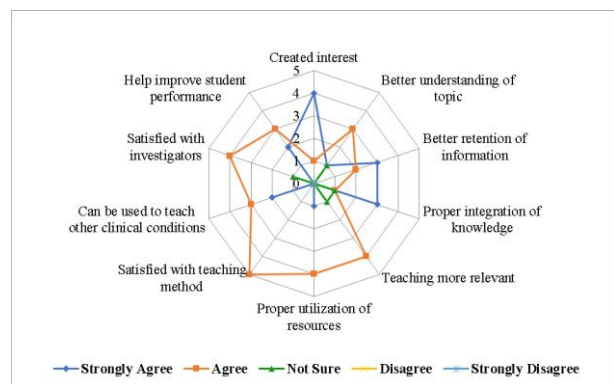 Created interest
Help improve student
performance
Better understanding of
topic
Satisfied with
investigators
Better retention of
information
Can be used to teach
other clinical conditions
Proper integration of
knowledge
Satisfied with teaching
method
Teaching more relevant
Proper utilization of
resources
5
4
3
2
1
0
Strongly Agree
Agree
Not Sure
Disagree
Strongly Disagree